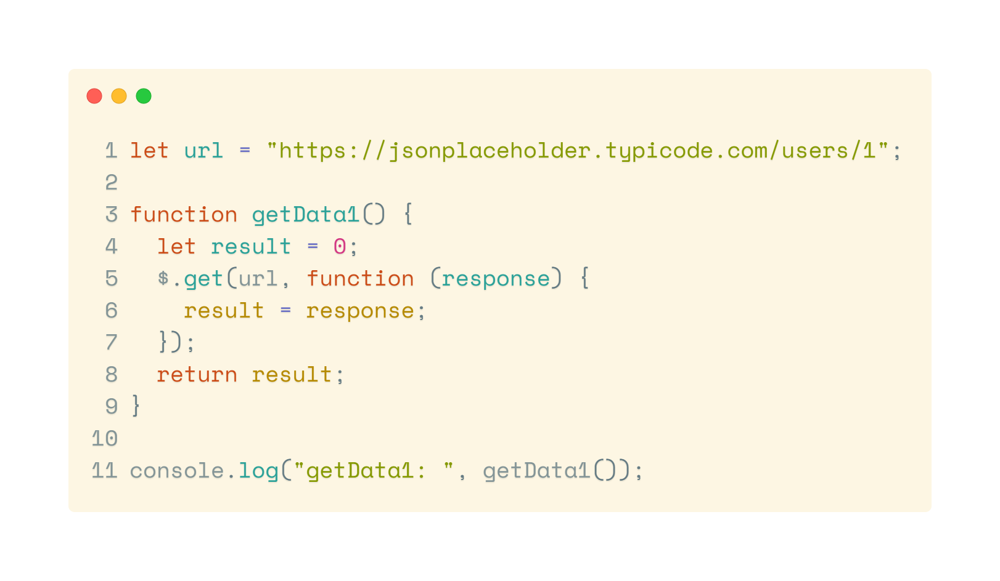 1 let url = "https://jsonplaceholder.typicode.com/users/1";
2
3 function getData1() {
4   let result = 0;
5   $.get(url, function (response) {
6     result = response;
7   });
8   return result;
9 }
10
11 console.log("getData1: ", getData1());